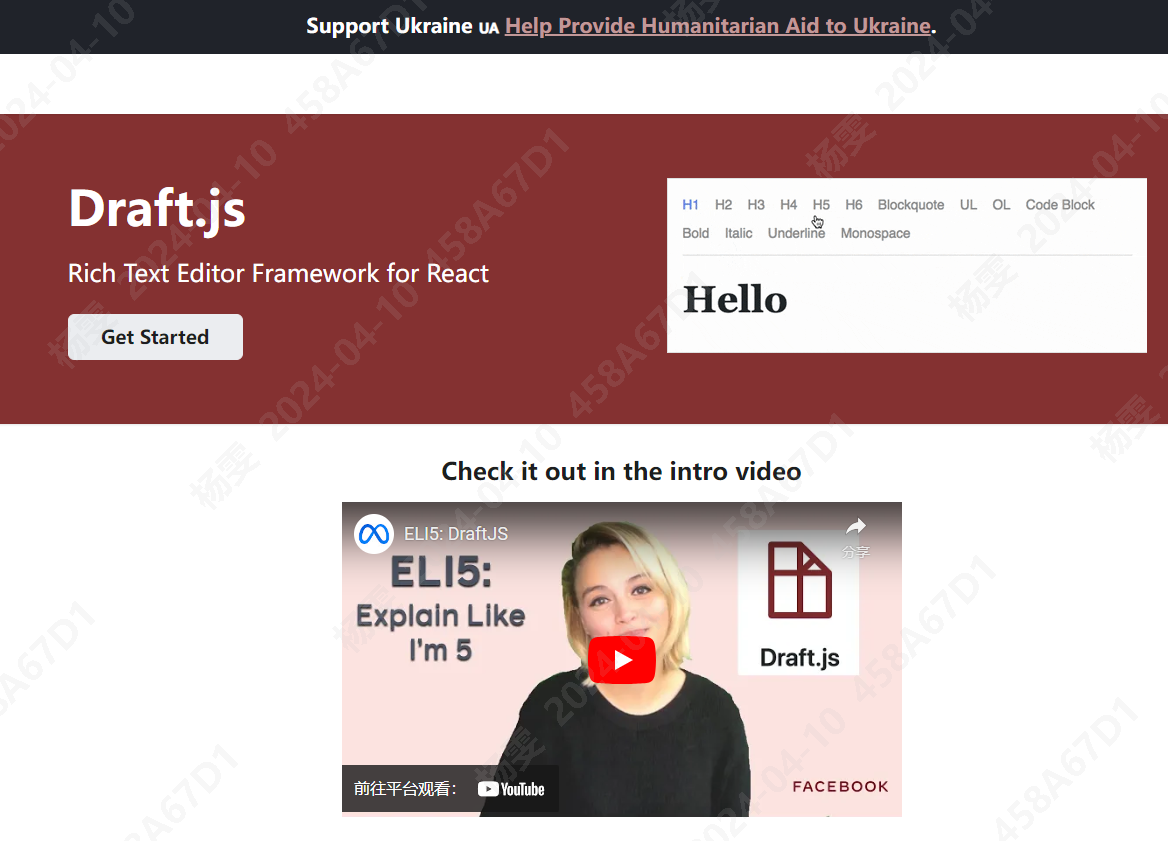 Support Ukraine UA Help Provide Humanitarian Aid to Ukraine.
Draft.js
Rich Text Editor Framework for React
Get Started
H1 H2 H3 H4 H5 H6 Blockquote UL OL Code Block
Bold Italic Underline Monospace
Hello
Check it out in the intro video
ELI5: DraftJS
分享
ELI5:
Explain Like
I'm 5
Draft.js
前往平台观看： YouTube
FACEBOOK
杨雯 2024-04-10 458A67D1